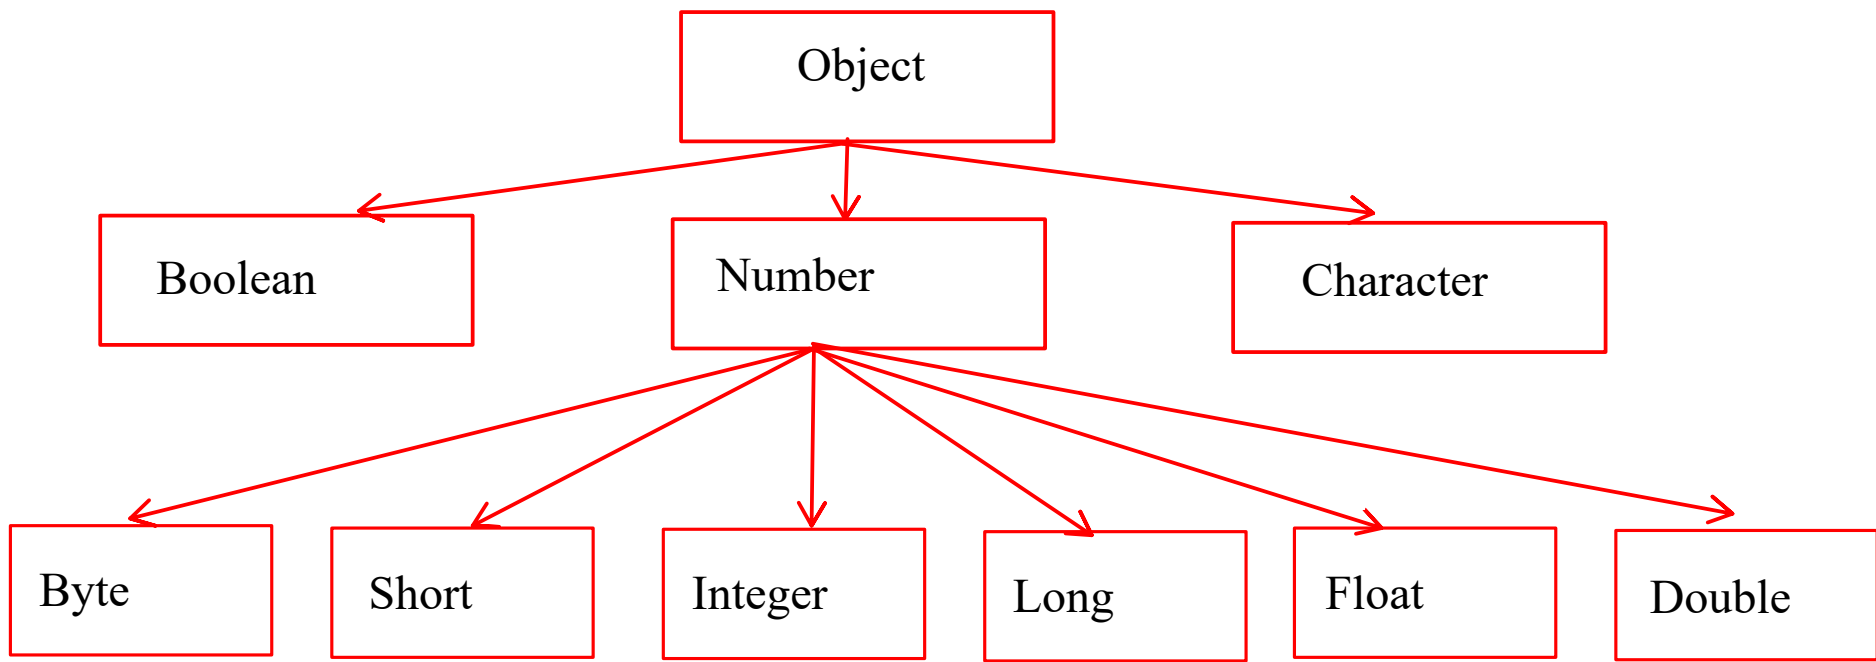 Object
Boolean
Number
Character
Byte
Short
Integer
Long
Float
Double